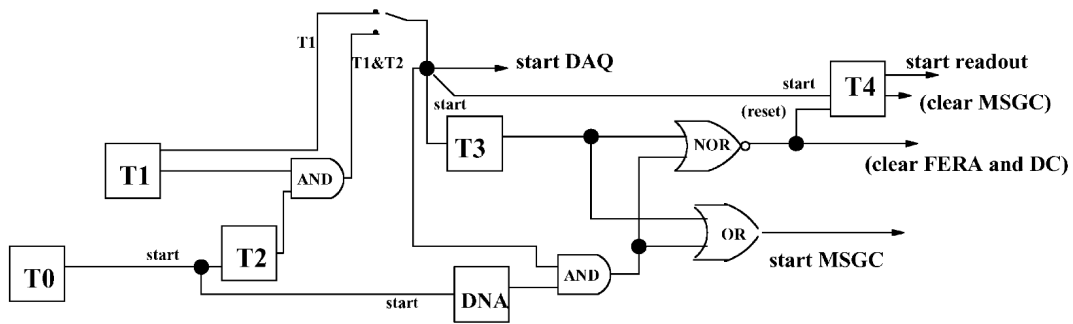 T1
T1&T2
start DAQ
start readout
start
T4
(clear MSGC)
start
(reset)
T3
NOR
(clear FERA and DC)
T1
AND
T2
OR
start
T0
AND
start MSGC
start
DNA